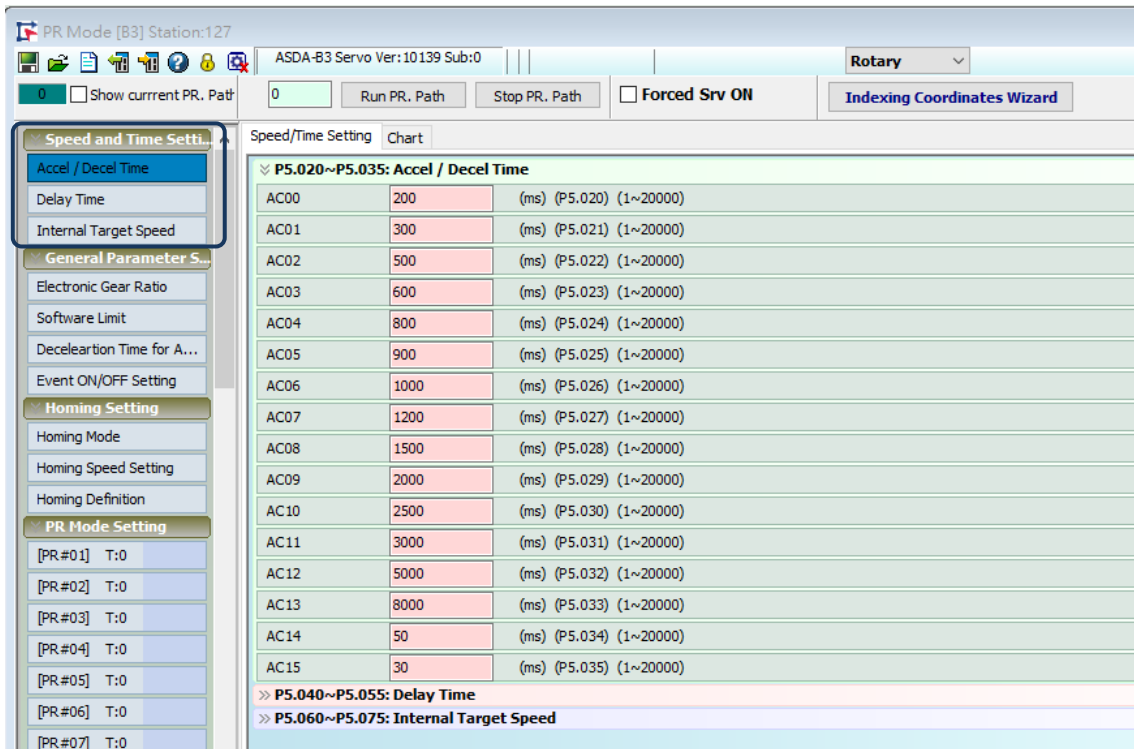 PR Mode [B3] Station:127
ASDA-B3 Servo Ver:10139 Sub:0
Rotary
0 Show currrent PR. Path 0 Run PR. Path Stop PR. Path Forced Srv ON Indexing Coordinates Wizard
Speed and Time Setti...
Accel / Decel Time
Delay Time
Internal Target Speed
General Parameter S...
Electronic Gear Ratio
Software Limit
Deceleartion Time for A...
Event ON/OFF Setting
Homing Setting
Homing Mode
Homing Speed Setting
Homing Definition
PR Mode Setting
[PR#01] T:0
[PR#02] T:0
[PR#03] T:0
[PR#04] T:0
[PR#05] T:0
[PR#06] T:0
[PR#07] T:0
Speed/Time Setting Chart
P5.020~P5.035: Accel / Decel Time
AC00 200 (ms) (P5.020) (1~20000)
AC01 300 (ms) (P5.021) (1~20000)
AC02 500 (ms) (P5.022) (1~20000)
AC03 600 (ms) (P5.023) (1~20000)
AC04 800 (ms) (P5.024) (1~20000)
AC05 900 (ms) (P5.025) (1~20000)
AC06 1000 (ms) (P5.026) (1~20000)
AC07 1200 (ms) (P5.027) (1~20000)
AC08 1500 (ms) (P5.028) (1~20000)
AC09 2000 (ms) (P5.029) (1~20000)
AC10 2500 (ms) (P5.030) (1~20000)
AC11 3000 (ms) (P5.031) (1~20000)
AC12 5000 (ms) (P5.032) (1~20000)
AC13 8000 (ms) (P5.033) (1~20000)
AC14 50 (ms) (P5.034) (1~20000)
AC15 30 (ms) (P5.035) (1~20000)
P5.040~P5.055: Delay Time
P5.060~P5.075: Internal Target Speed